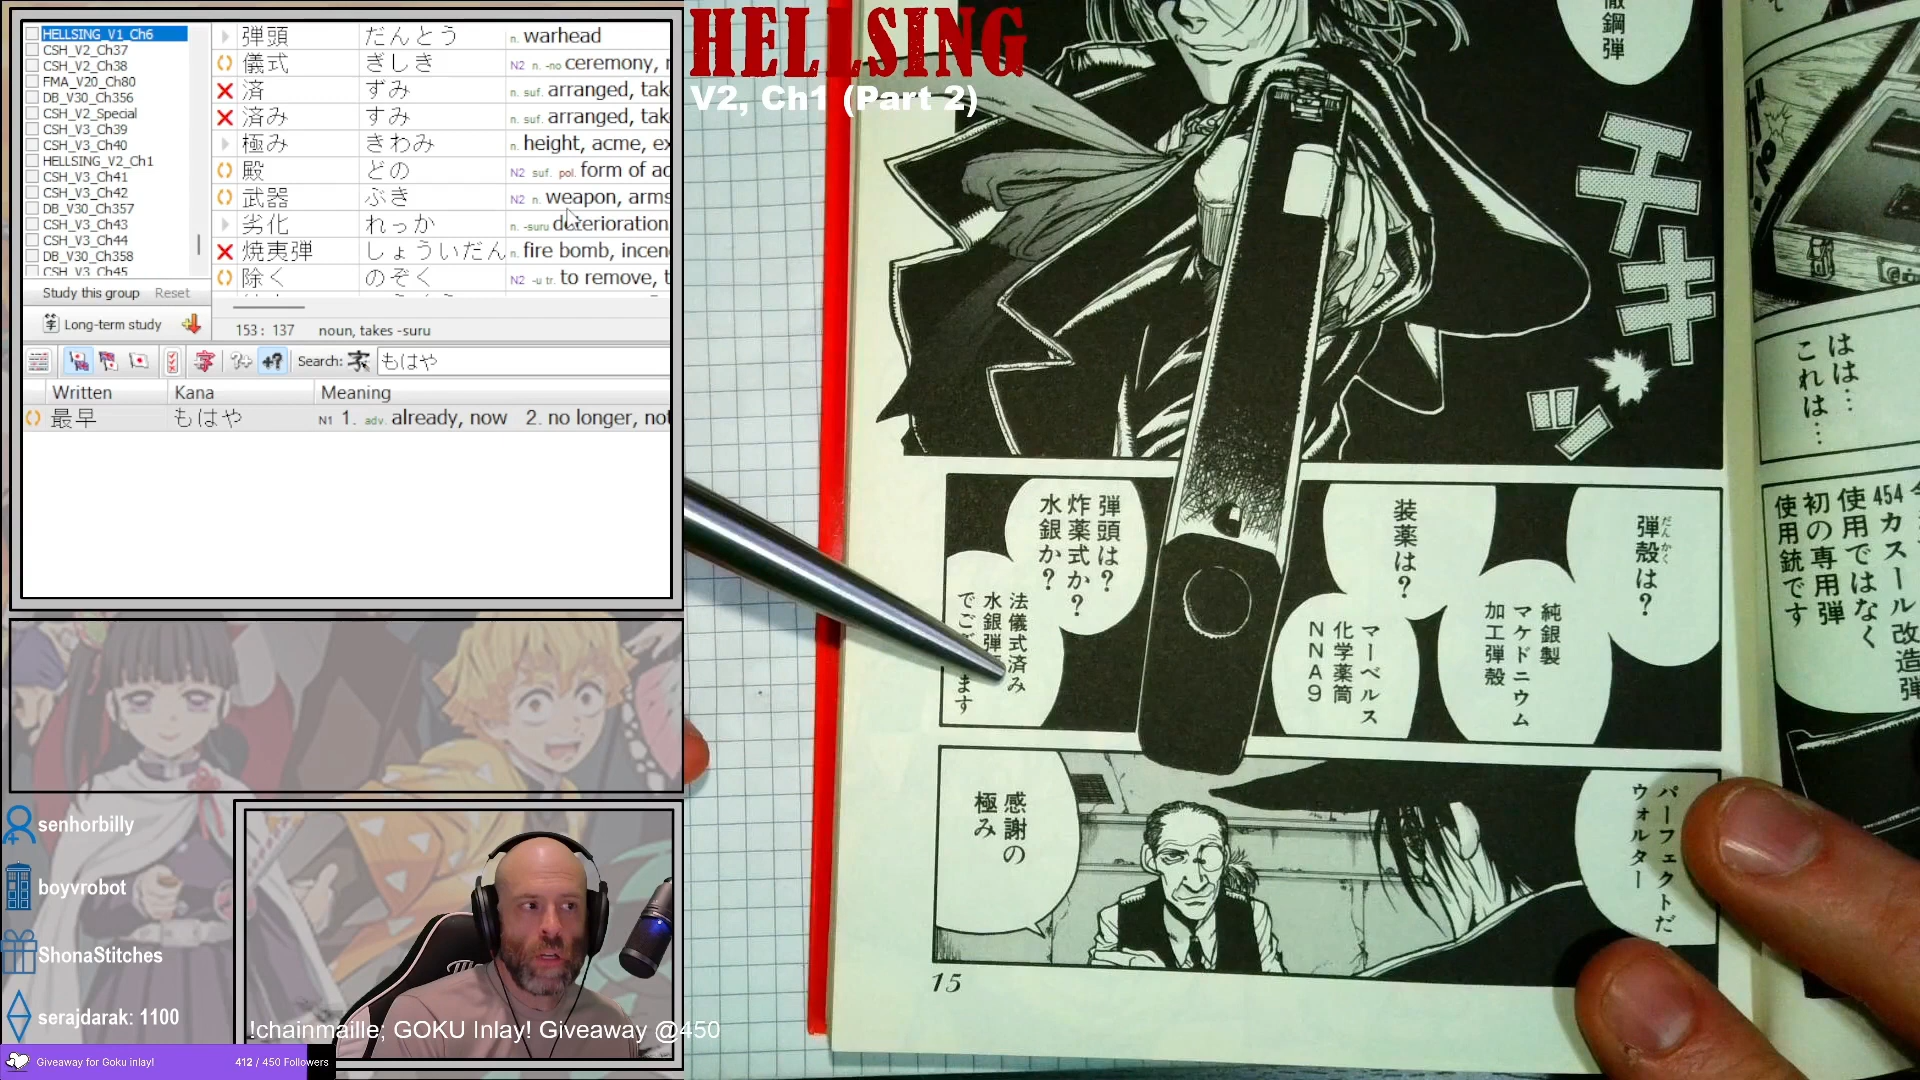 HELLSING_V1_Ch6
CSH_V2_Ch37
CSH_V2_Ch38
FMA_V20_Ch80
DB_V30_Ch356
CSH_V2_Special
CSH_V3_Ch39
CSH_V3_Ch40
HELLSING_V2_Ch1
CSH_V3_Ch41
CSH_V3_Ch42
DB_V30_Ch357
CSH_V3_Ch43
CSH_V3_Ch44
DB_V30_Ch358
CSH_V3_Ch45
Study this group Reset
Long-term study
弾頭 だんとう n. warhead
儀式 ぎしき N2 n. -no ceremony,
済 ずみ n. suf. arranged, tak
済み すみ n. suf. arranged, tak
極み きわみ n. height, acme, ex
殿 どの N2 suf. pol. form of ad
武器 ぶき N2 n. weapon, arms
劣化 れっか n. -suru deterioration
焼夷弾 しょういだん n. fire bomb, incen
除く のぞく N2 -u tr. to remove, t
153: 137 noun, takes -suru
Search: もはや
Written Kana Meaning
最早 もはや N1 1. adv. already, now 2. no longer, not
HELLSING
V2, Ch1 (Part 2)
徹鋼弾
チャキ
ッ
弾殻は?
だんかく
純銀製
マケドニウム
加工弾殻
装薬は?
マーベルス
化学薬筒
NNA9
弾頭は?
炸薬式か?
水銀か?
法儀式済み
水銀弾
でご
ます
パーフェクトだ
ウォルター
感謝の
極み
15
はは…
これは…
454カスール改造弾
使用ではなく
初の専用弾
使用銃です
senhorbilly
boyvrobot
ShonaStitches
serajdarak: 1100
!chainmaille; GOKU Inlay! Giveaway @450
Giveaway for Goku inlay! 412 / 450 Followers